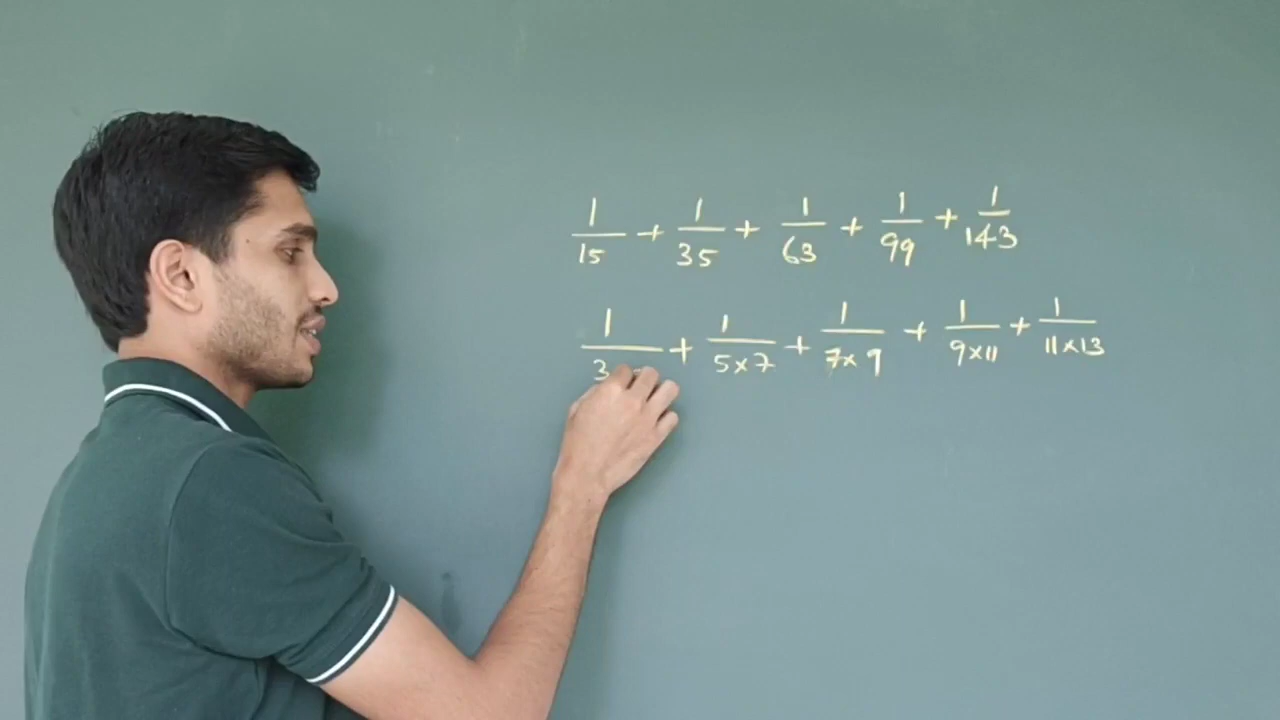 1/15 + 1/35 + 1/63 + 1/99 + 1/143
1/3 + 1/5×7 + 1/7×9 + 1/9×11 + 1/11×13